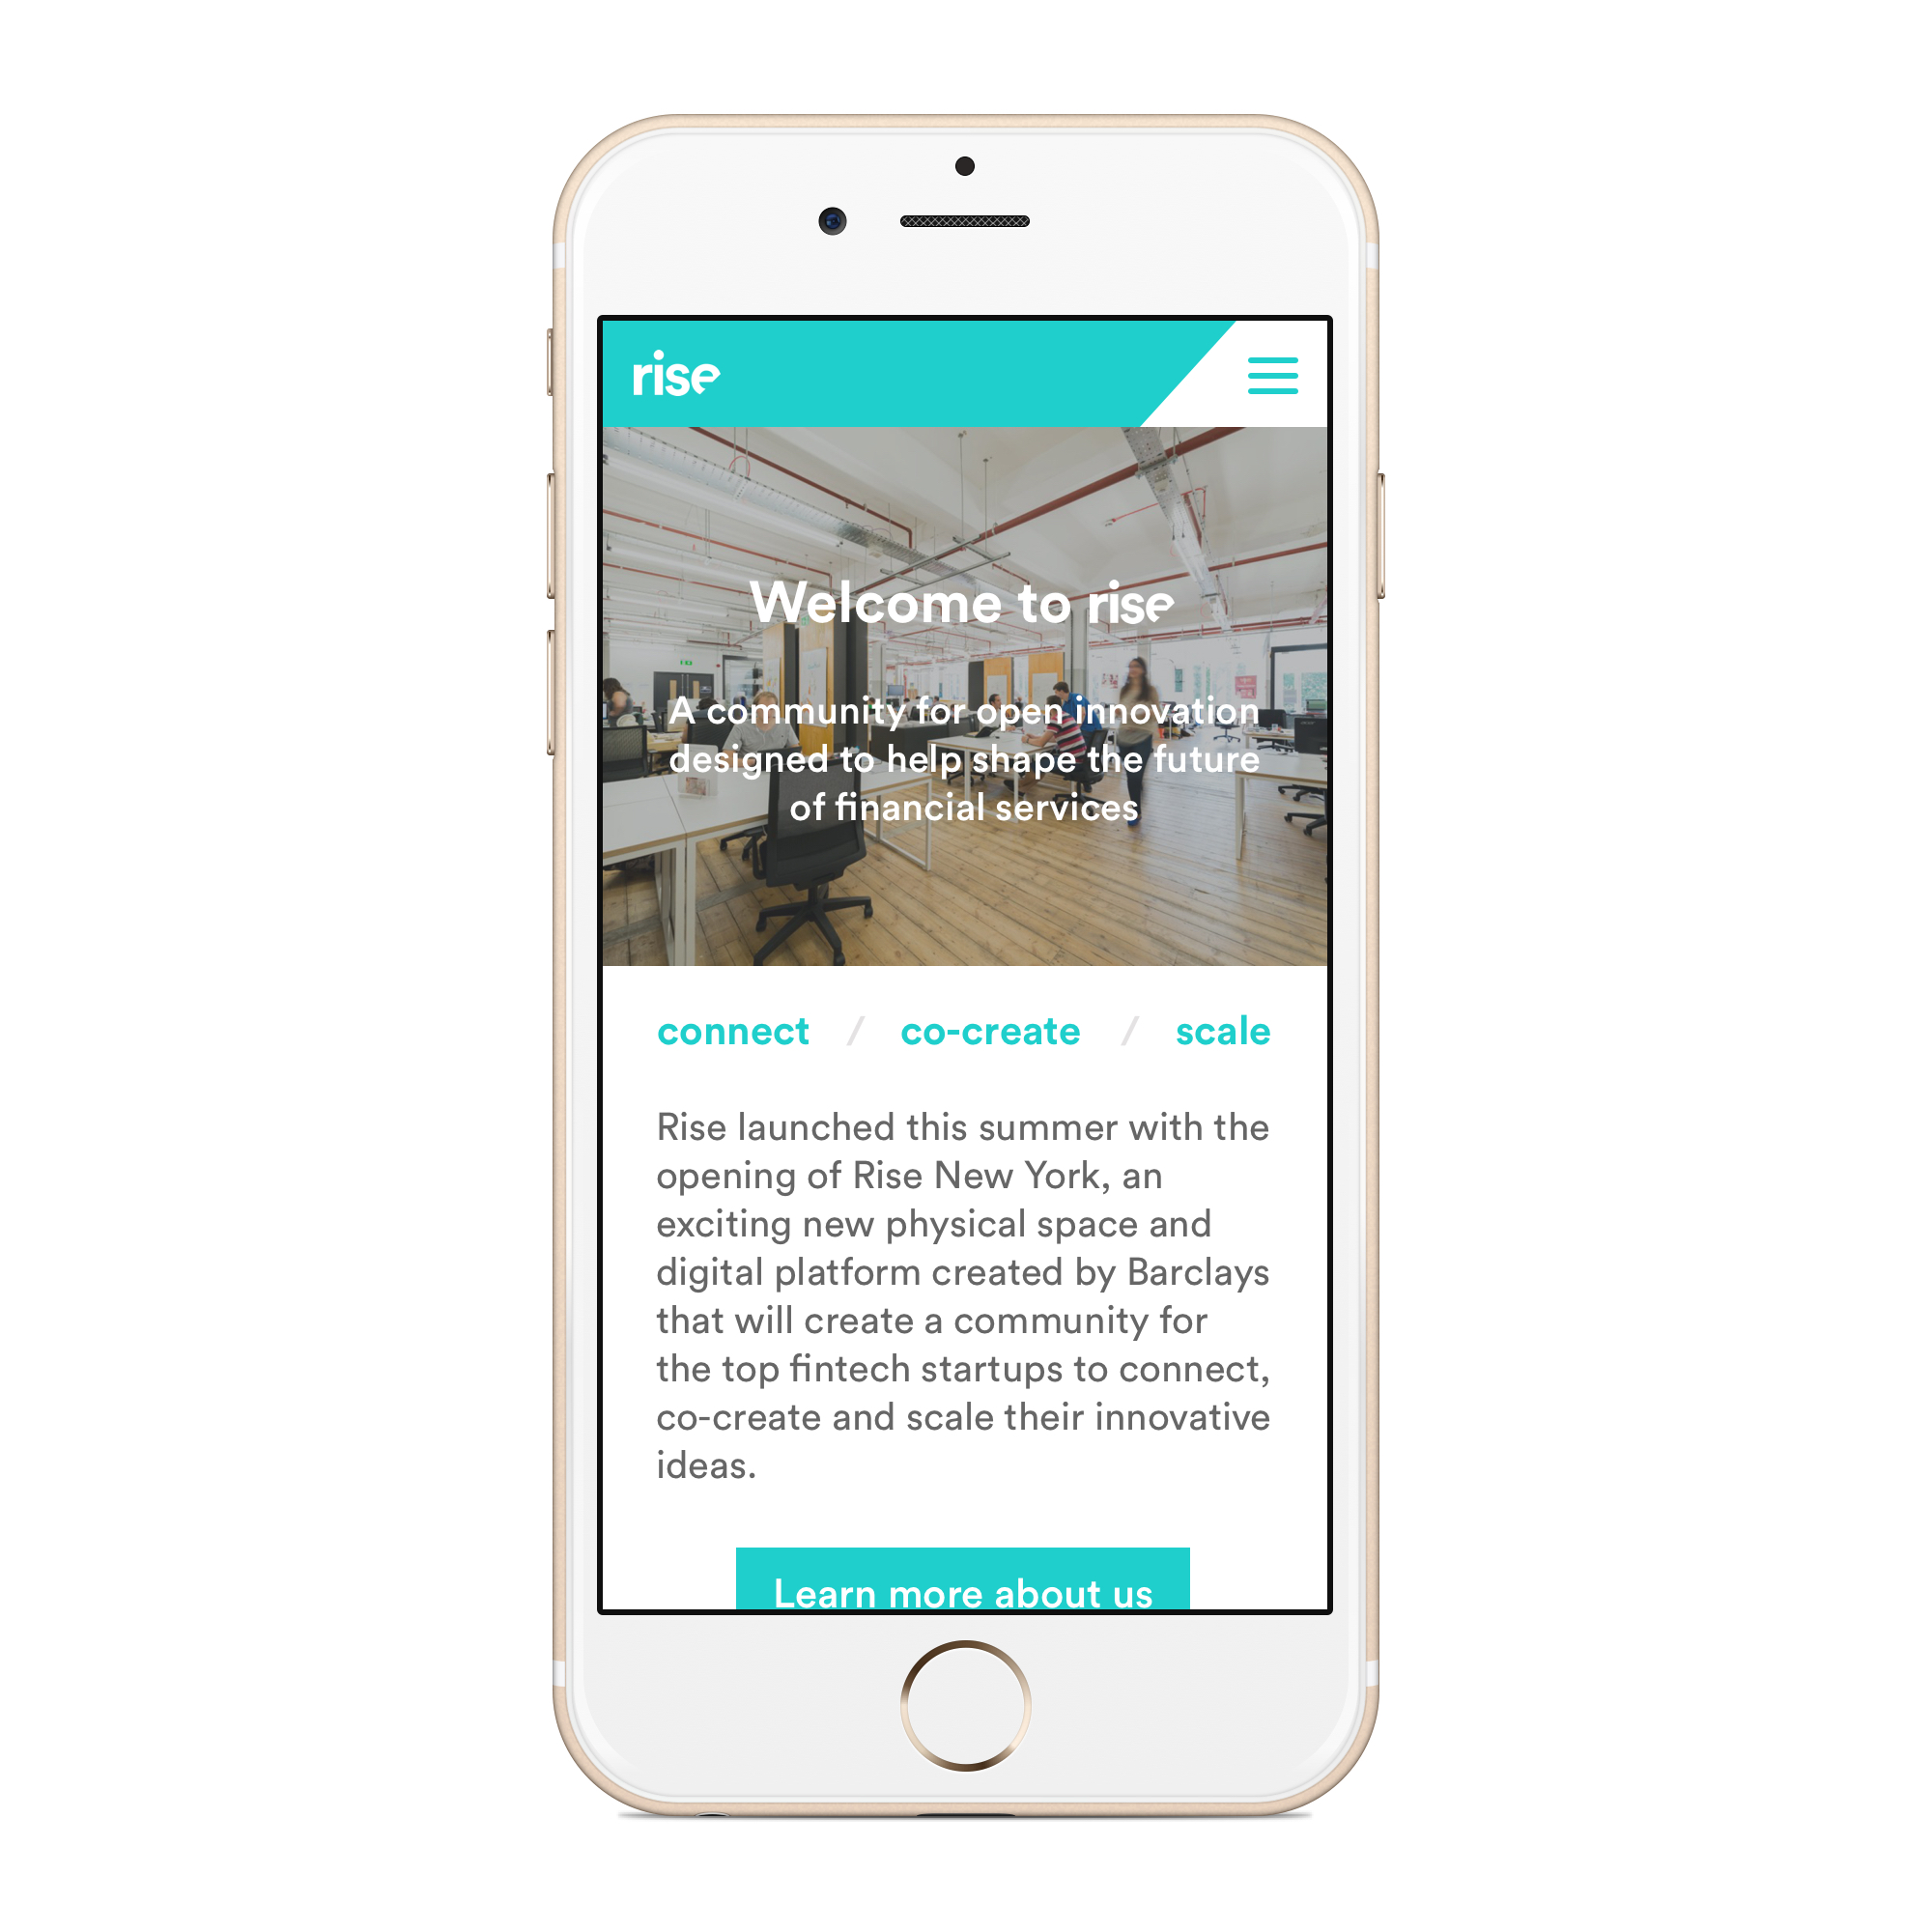 rise
Welcome to rise
A community for open innovation
designed to help shape the future
of financial services
connect / co-create / scale
Rise launched this summer with the
opening of Rise New York, an
exciting new physical space and
digital platform created by Barclays
that will create a community for
the top fintech startups to connect,
co-create and scale their innovative
ideas.
Learn more about us